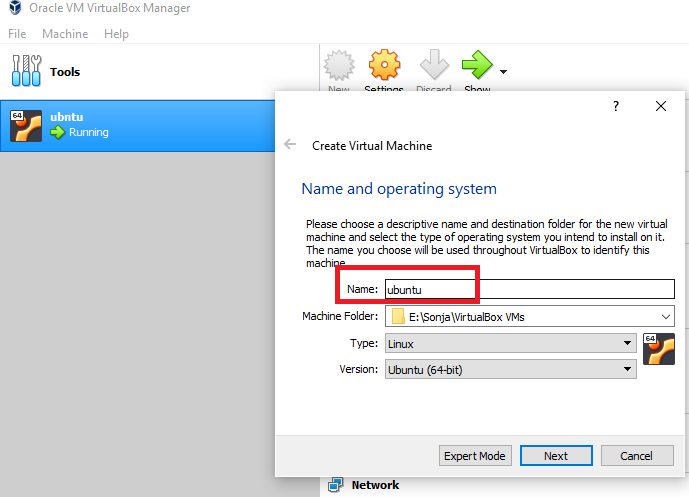 Oracle VM VirtualBox Manager
File Machine Help
Tools
New Settings Discard Show
64 ubntu
Running
? 
Create Virtual Machine
Name and operating system
Please choose a descriptive name and destination folder for the new virtual
machine and select the type of operating system you intend to install on it.
The name you choose will be used throughout VirtualBox to identify this
machine.
Name: ubuntu
Machine Folder: E:\Sonja\VirtualBox VMs
Type: Linux
64
Version: Ubuntu (64-bit)
Expert Mode Next Cancel
Network